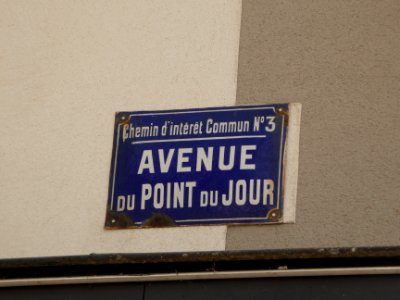 Chemin d'intérêt Commun N° 3
AVENUE
DU POINT DU JOUR